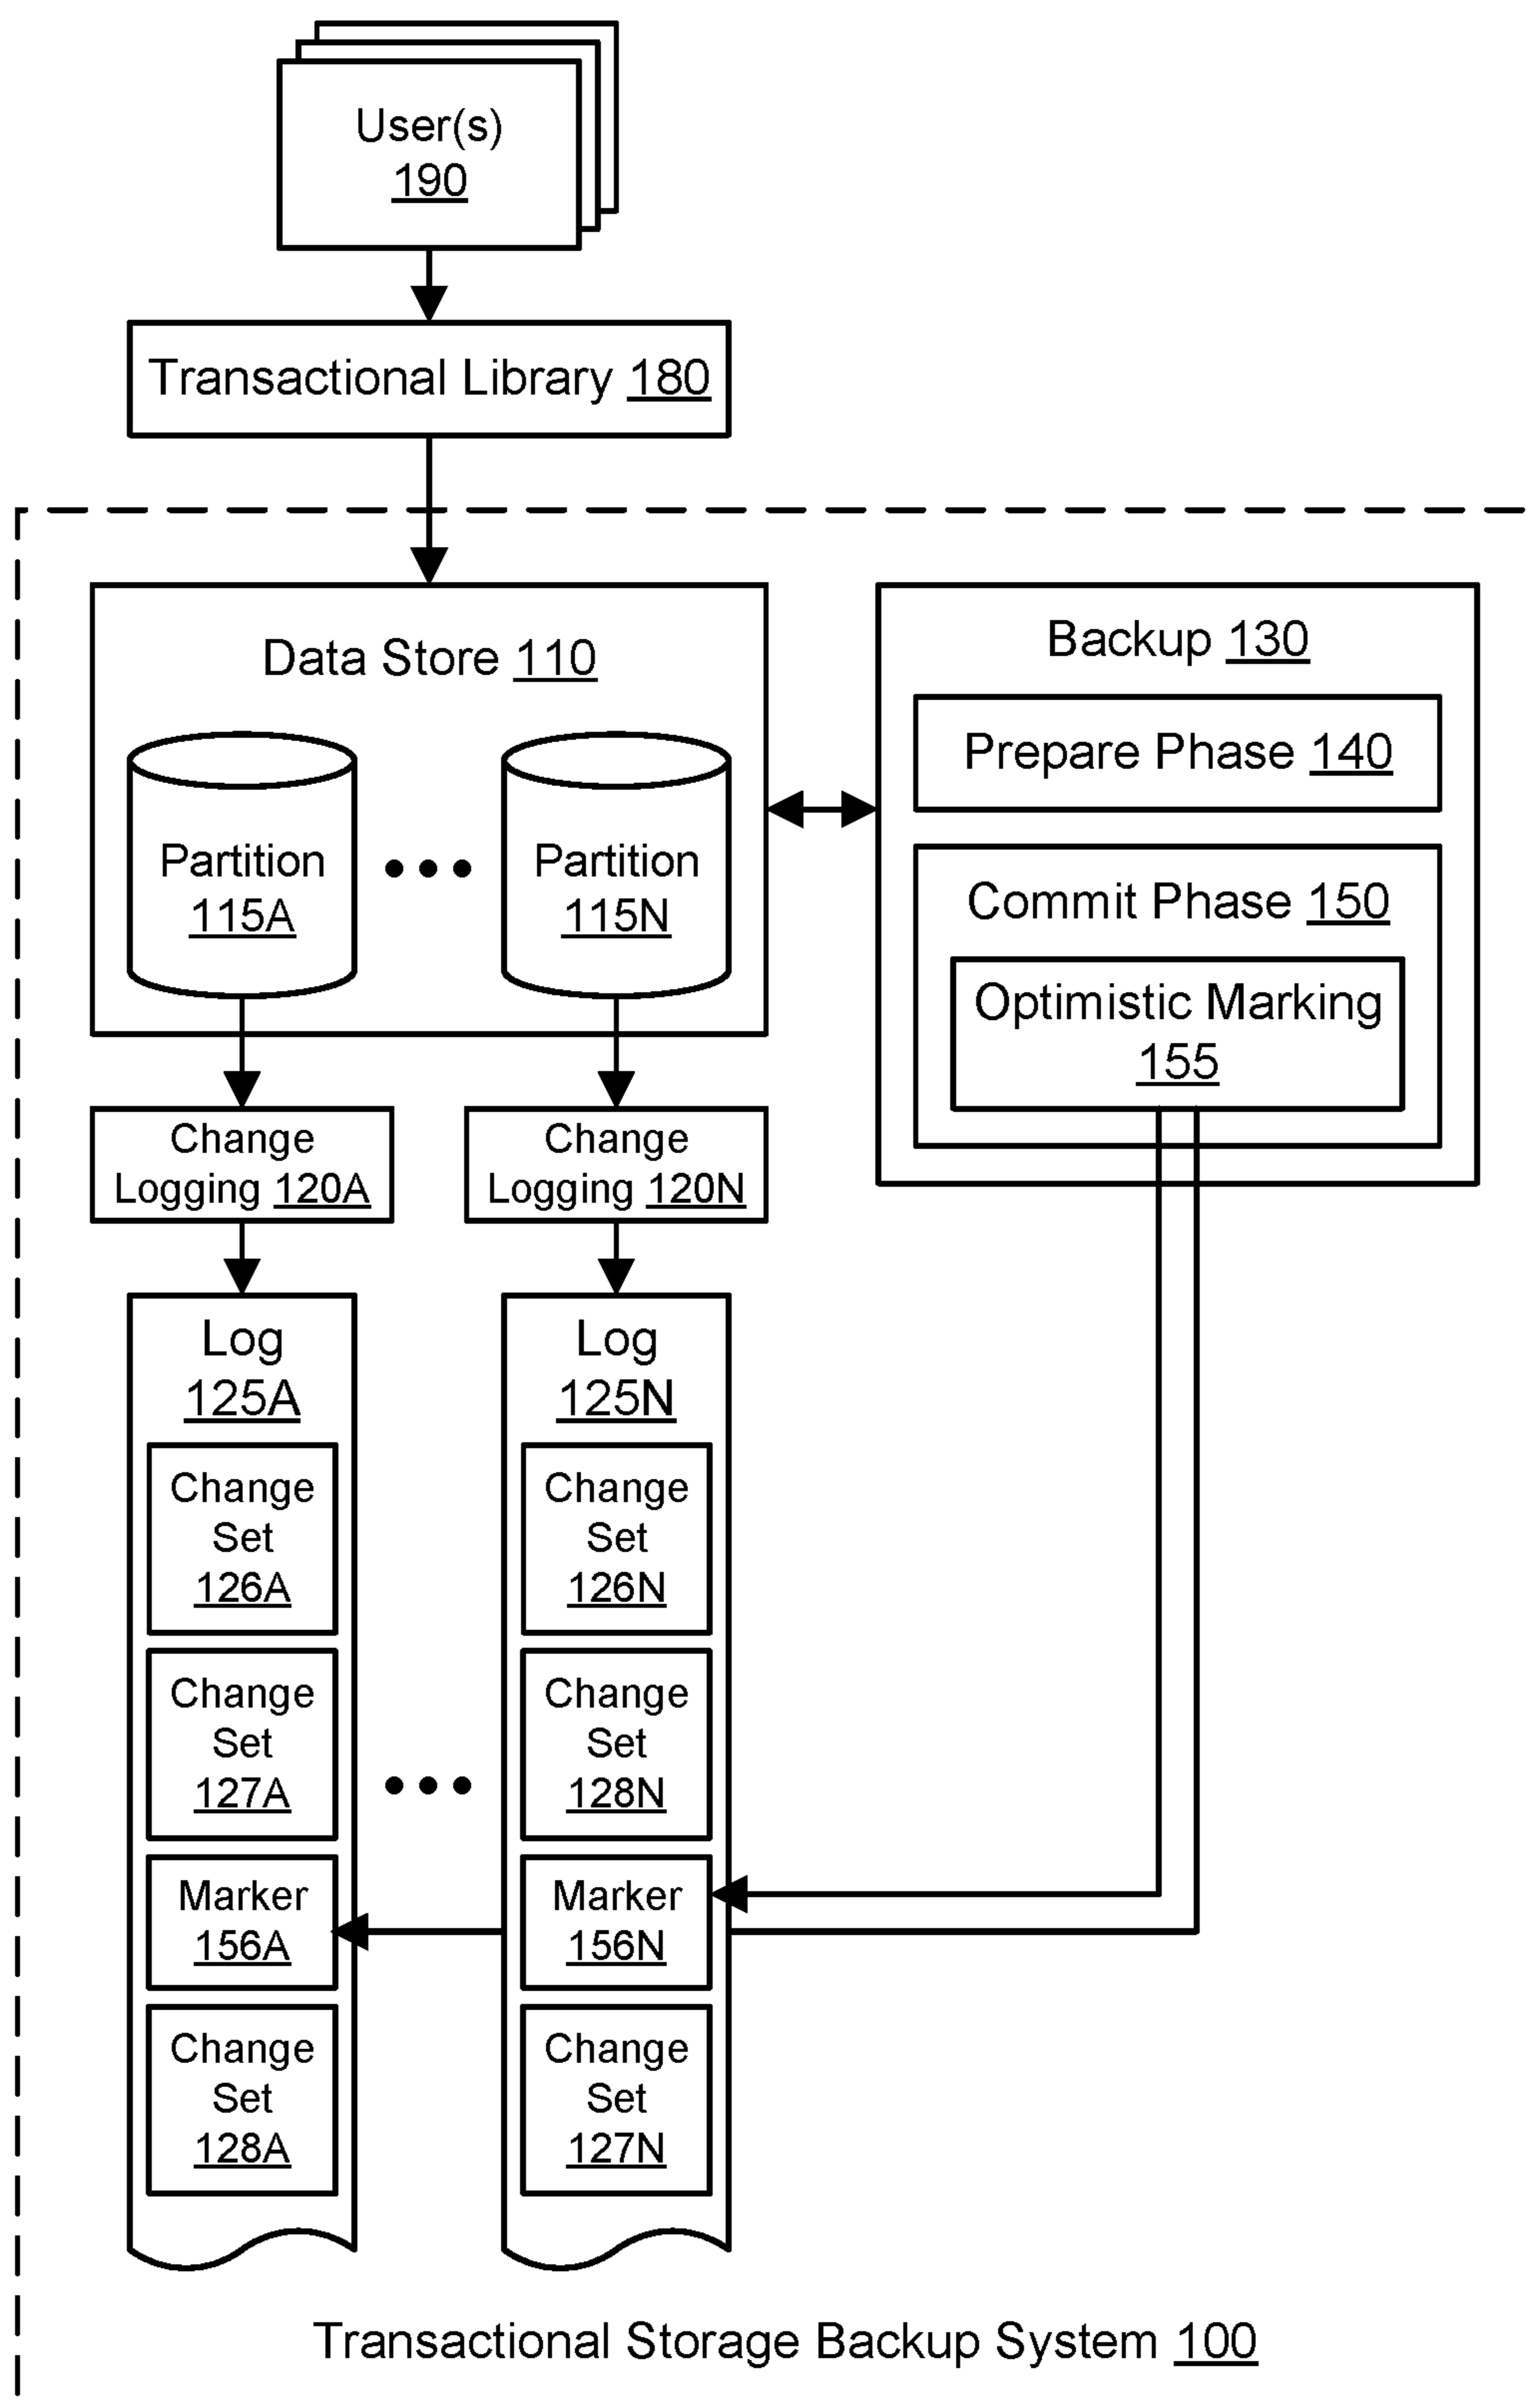 User(s)
190
Transactional Library 180
Data Store 110
Partition
115A
Partition
115N
Backup 130
Prepare Phase 140
Commit Phase 150
Optimistic Marking
155
Change
Logging 120A
Change
Logging 120N
Log
125A
Change
Set
126A
Change
Set
127A
Marker
156A
Change
Set
128A
Log
125N
Change
Set
126N
Change
Set
128N
Marker
156N
Change
Set
127N
Transactional Storage Backup System 100